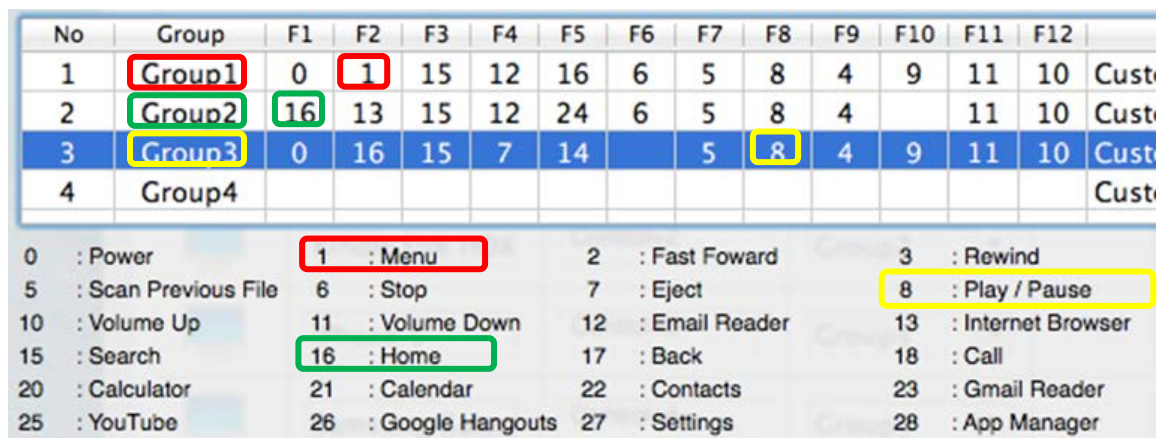 No Group F1 F2 F3 F4 F5 F6 F7 F8 F9 F10 F11 F12
1 Group1 0 1 15 12 16 6 5 8 4 9 11 10 Custo
2 Group2 16 13 15 12 24 6 5 8 4 11 10 Custo
3 Group3 0 16 15 7 14 5 8 4 9 11 10 Custo
4 Group4 Custo
0 : Power 1 : Menu 2 : Fast Foward 3 : Rewind
5 : Scan Previous File 6 : Stop 7 : Eject 8 : Play / Pause
10 : Volume Up 11 : Volume Down 12 : Email Reader 13 : Internet Browser
15 : Search 16 : Home 17 : Back 18 : Call
20 : Calculator 21 : Calendar 22 : Contacts 23 : Gmail Reader
25 : YouTube 26 : Google Hangouts 27 : Settings 28 : App Manager